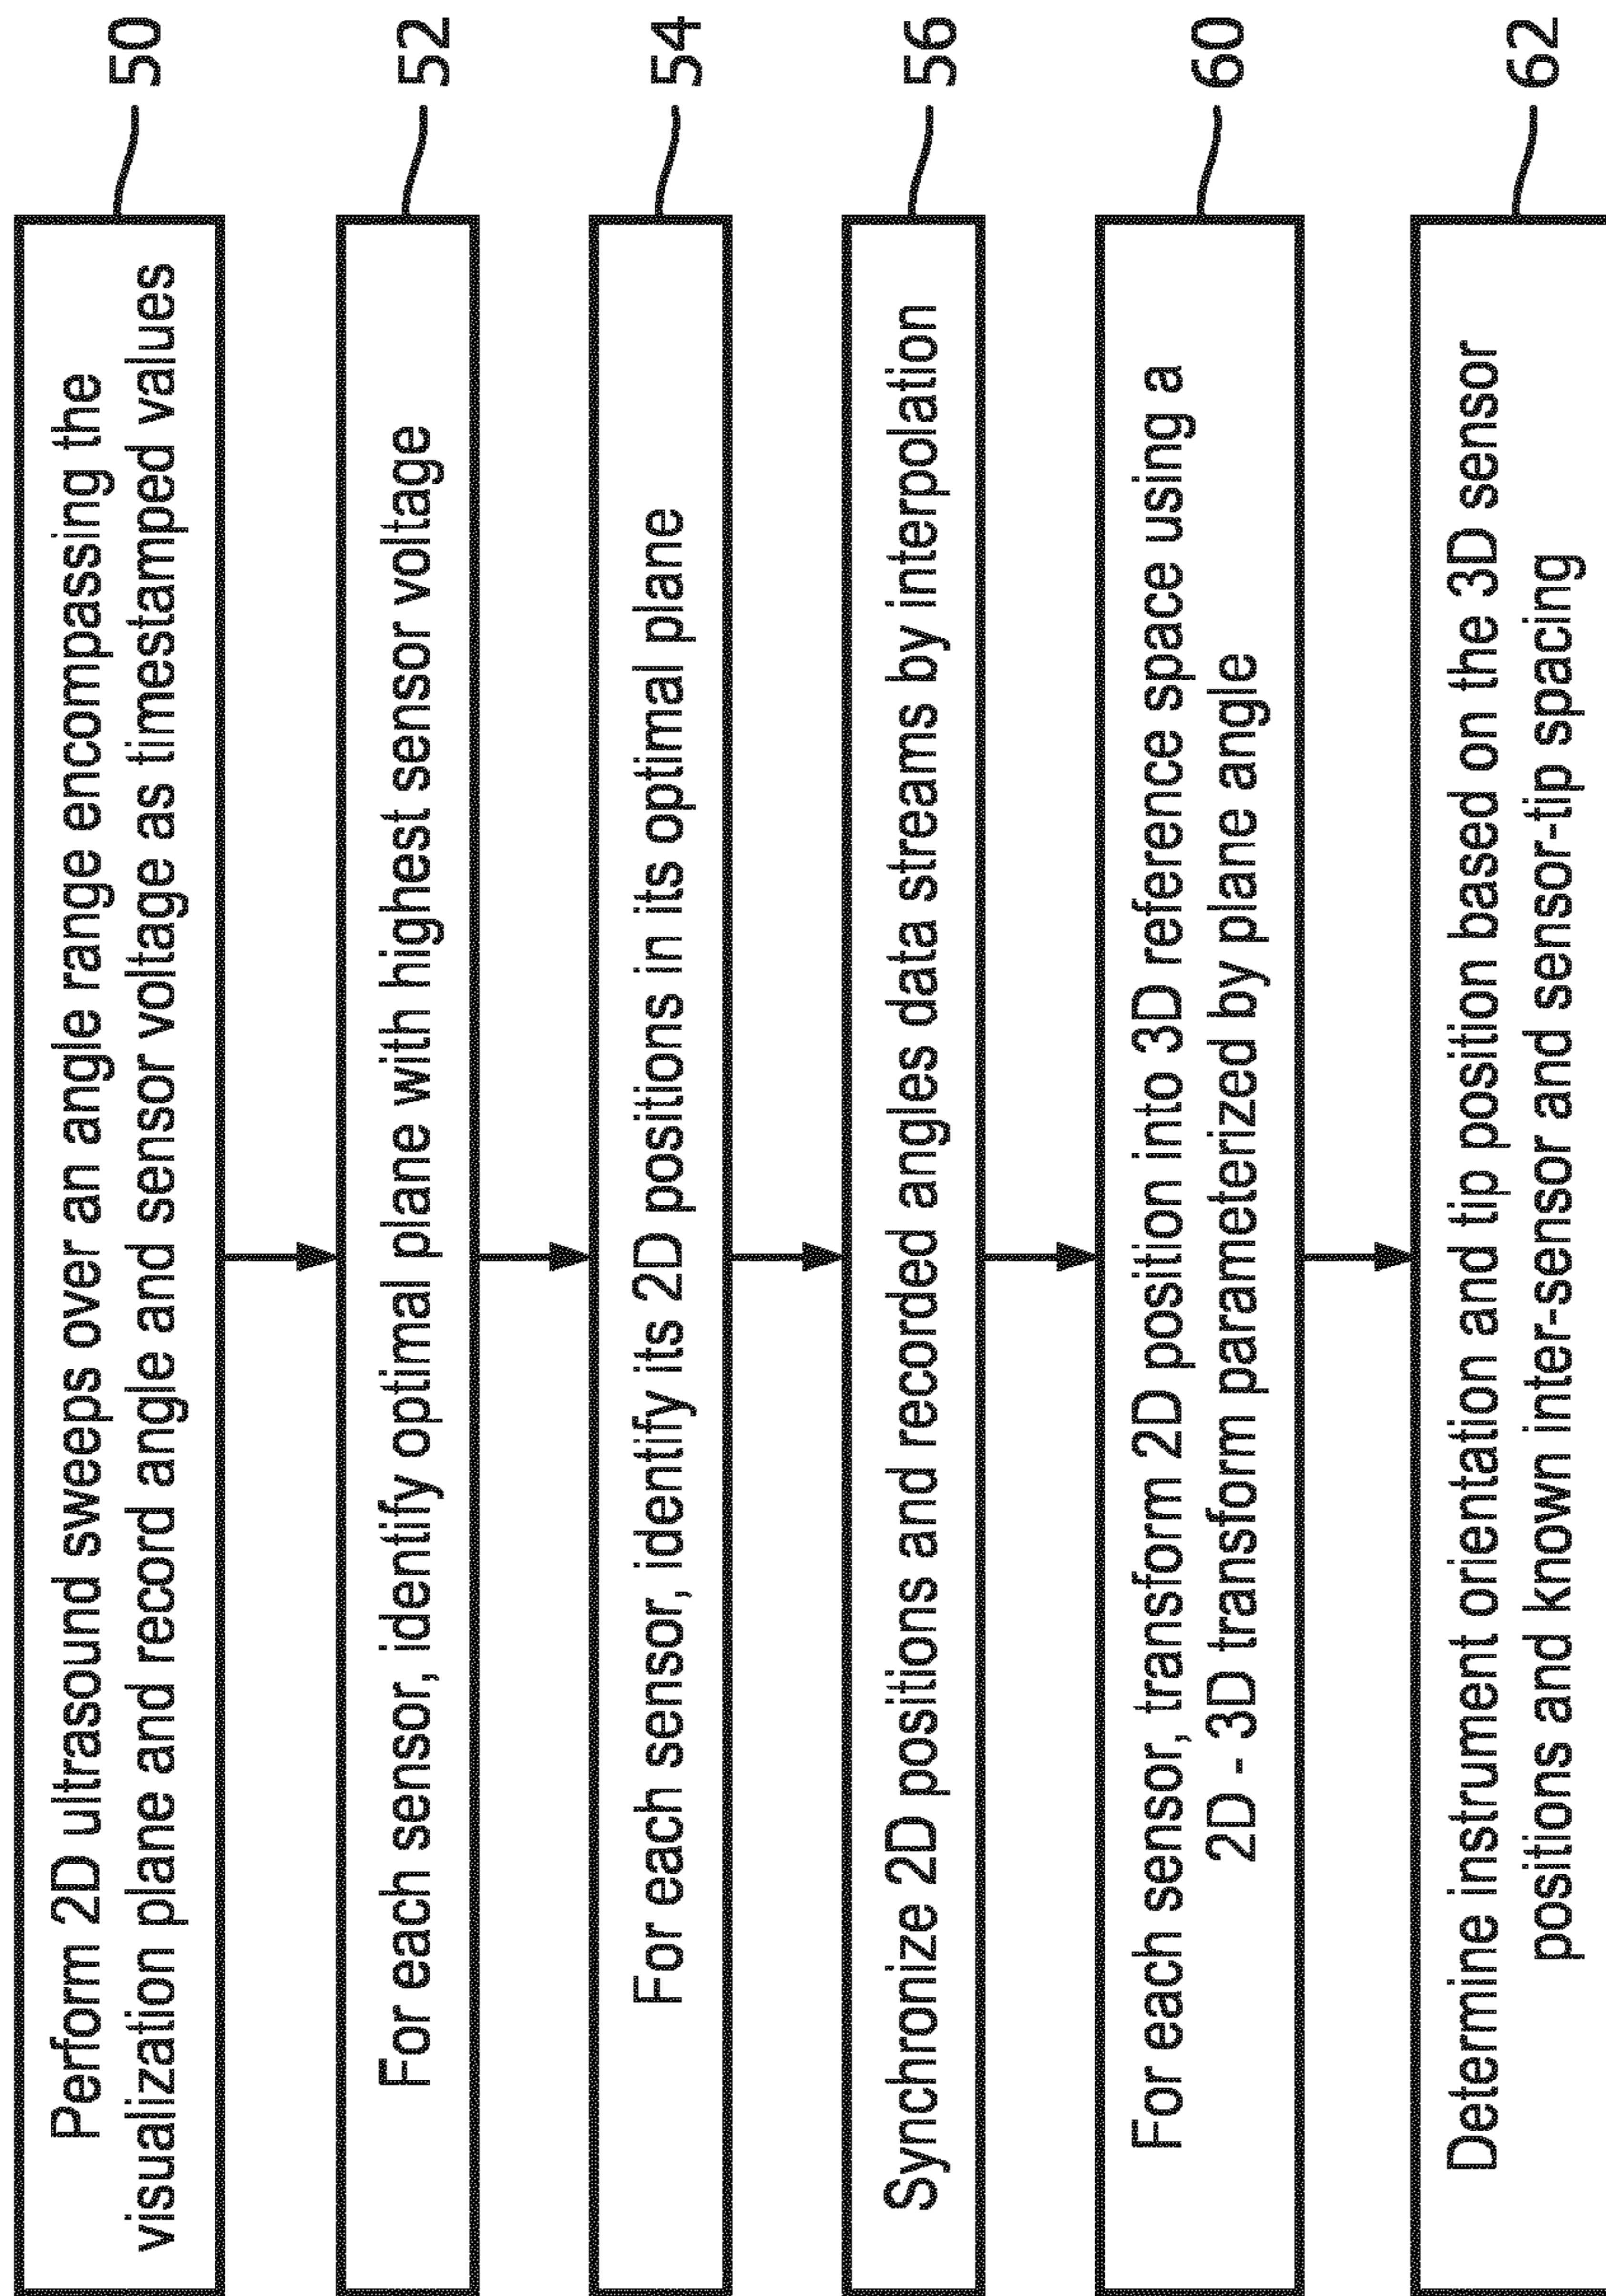 Perform 2D ultrasound sweeps over an angle range encompassing the
visualization plane and record angle and sensor voltage as timestamped values
50
For each sensor, identify optimal plane with highest sensor voltage
52
For each sensor, identify its 2D positions in its optimal plane
54
Synchronize 2D positions and recorded angles data streams by interpolation
56
For each sensor, transform 2D position into 3D reference space using a
2D - 3D transform parameterized by plane angle
60
Determine instrument orientation and tip position based on the 3D sensor
positions and known inter-sensor and sensor-tip spacing
62